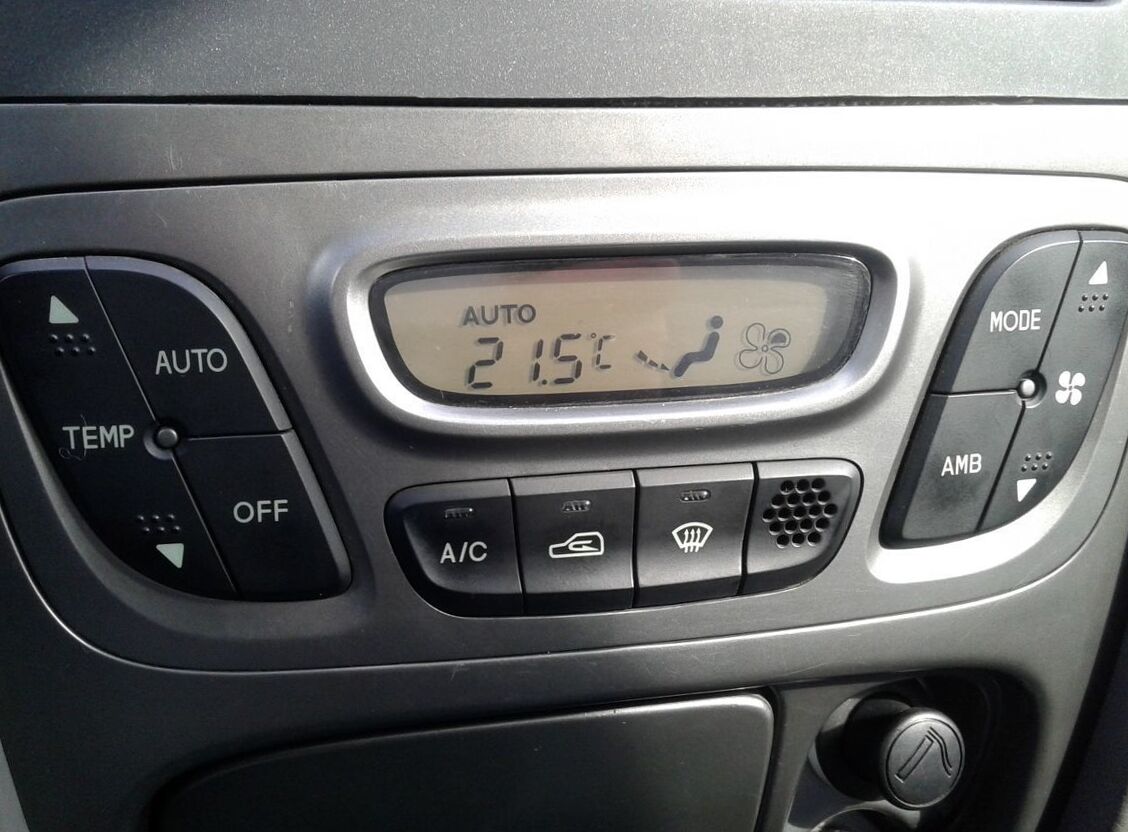 AUTO
21.5°C
AUTO
TEMP
OFF
A/C
MODE
AMB